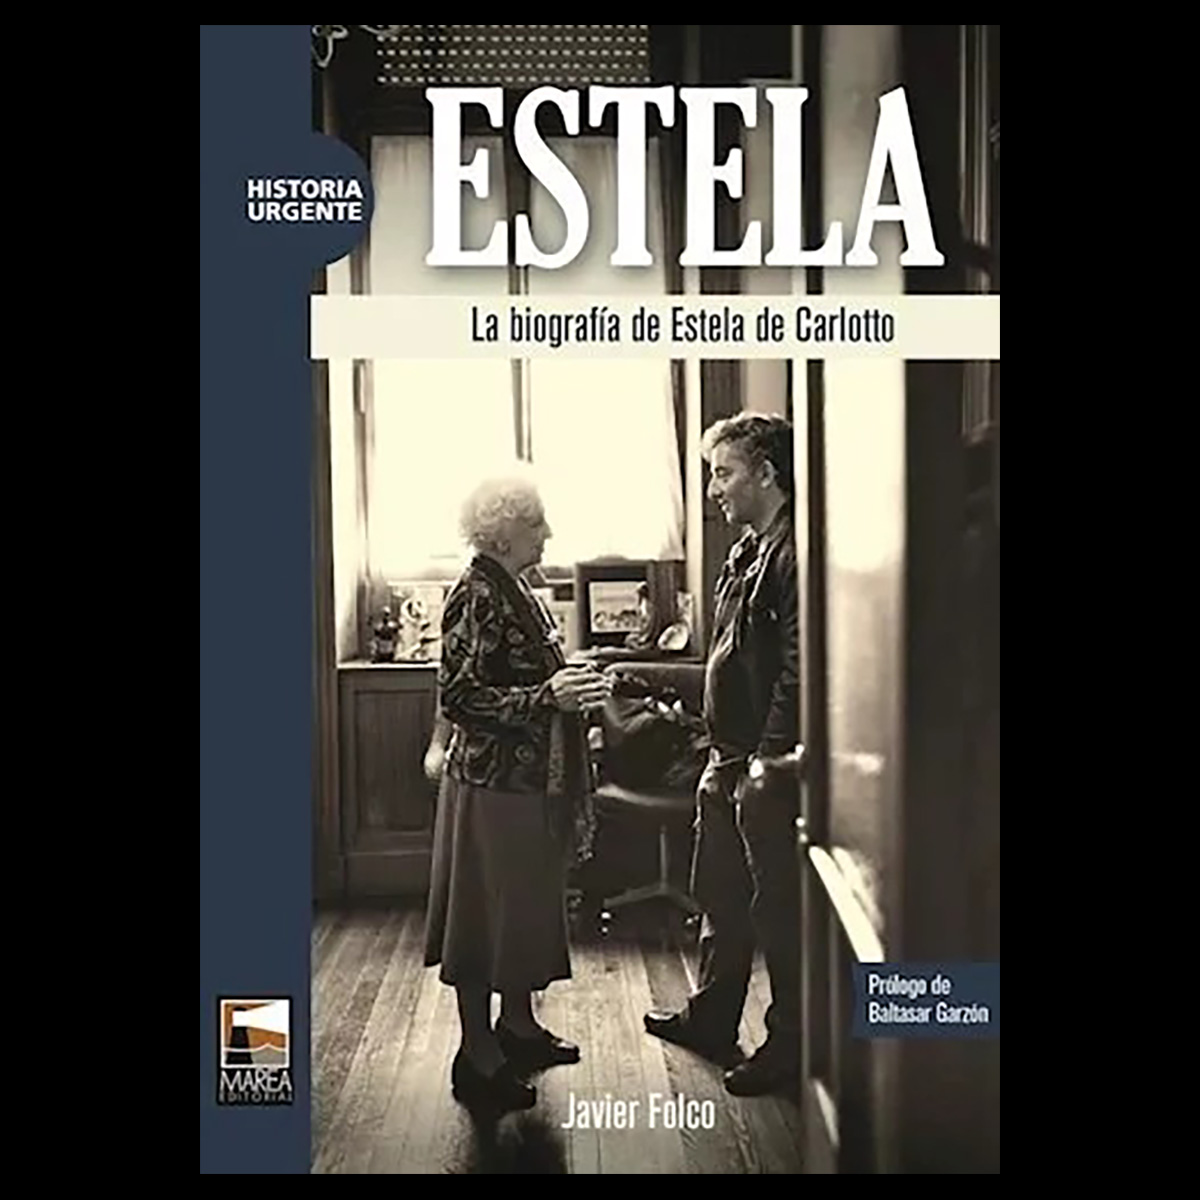 ESTELA
HISTORIA
URGENTE
La biografía de Estela de Carlotto
Prólogo de
Baltasar Garzón
MAREA
EDITORIAL
Javier Folco